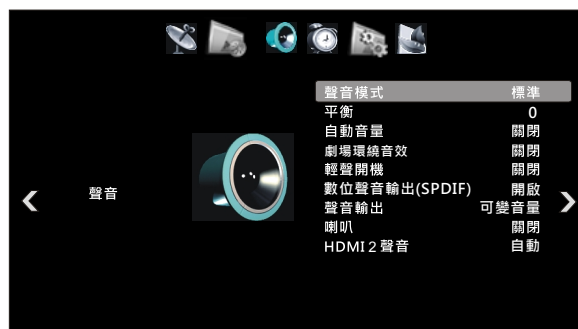 聲音
聲音模式 標準
平衡 0
自動音量 關閉
劇場環繞音效 關閉
輕聲開機 關閉
數位聲音輸出(SPDIF) 開啟
聲音輸出 可變音量
喇叭 關閉
HDMI 2 聲音 自動